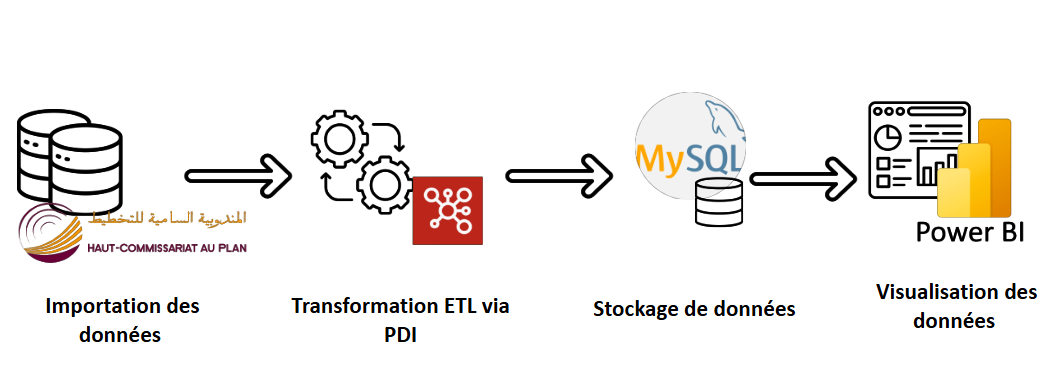 MySQL
المندوبية السامية للتخطيط
HAUT-COMMISSARIAT AU PLAN
Power BI
Importation des
données
Transformation ETL via
PDI
Stockage de données
Visualisation des
données